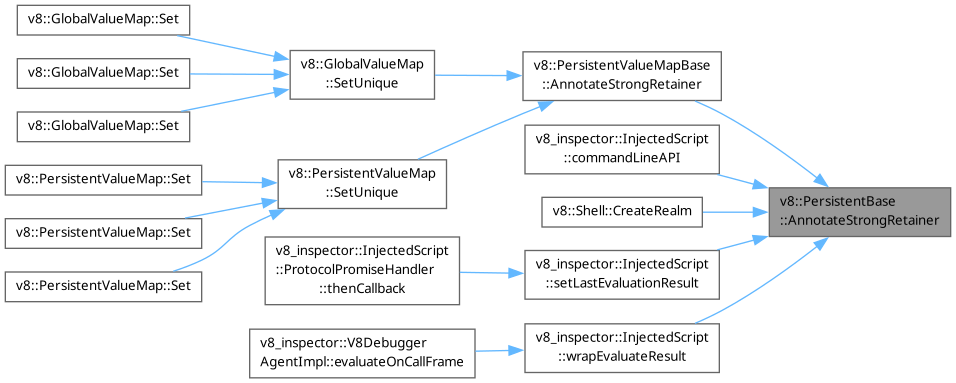 v8::GlobalValueMap::Set
v8::GlobalValueMap::Set
v8::GlobalValueMap::Set
v8::PersistentValueMap::Set
v8::PersistentValueMap::Set
v8::PersistentValueMap::Set
v8::GlobalValueMap
::SetUnique
v8::PersistentValueMap
::SetUnique
v8_inspector::InjectedScript
::ProtocolPromiseHandler
::thenCallback
v8_inspector::V8Debugger
AgentImpl::evaluateOnCallFrame
v8::PersistentValueMapBase
::AnnotateStrongRetainer
v8_inspector::InjectedScript
::commandLineAPI
v8::Shell::CreateRealm
v8_inspector::InjectedScript
::setLastEvaluationResult
v8_inspector::InjectedScript
::wrapEvaluateResult
v8::PersistentBase
::AnnotateStrongRetainer